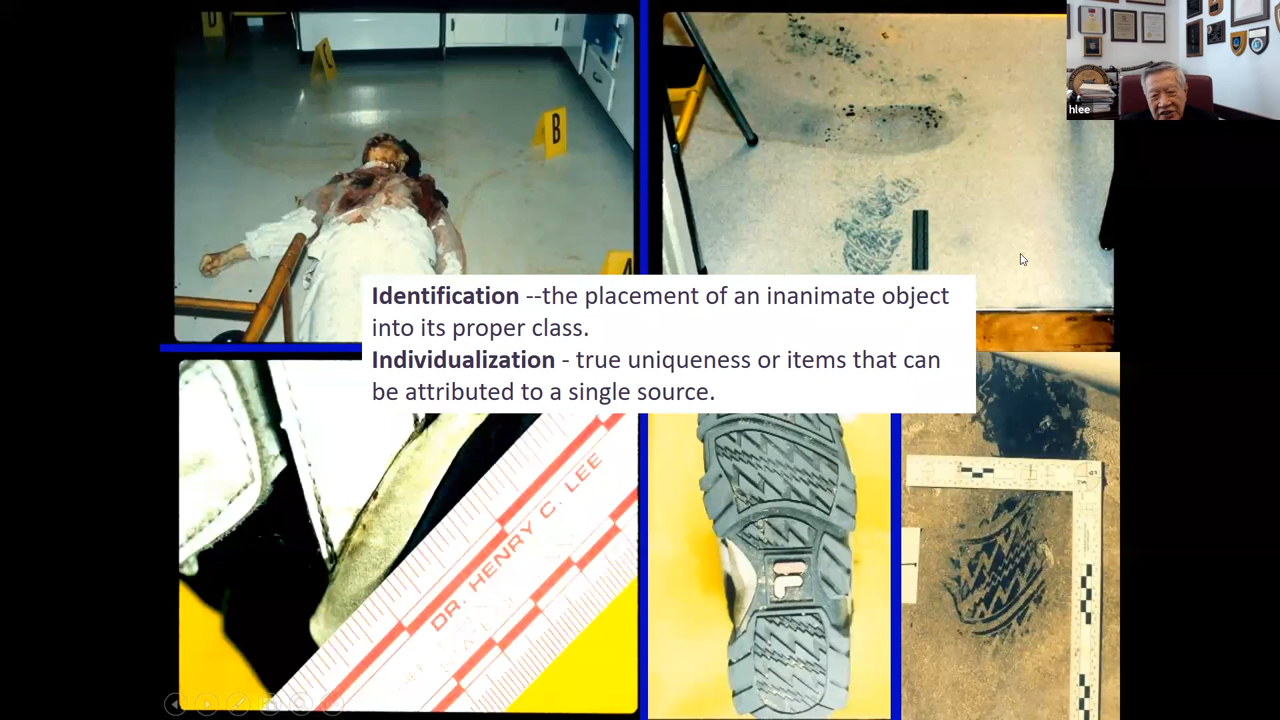 D
C
B
A
hlee
Identification --the placement of an inanimate object
into its proper class.
Individualization - true uniqueness or items that can
be attributed to a single source.
DR. HENRY C. LEE